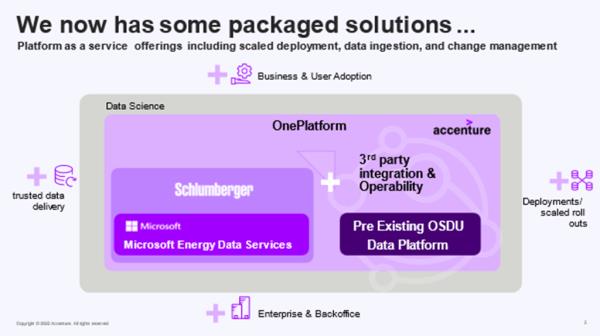 We now has some packaged solutions ...
Platform as a service offerings including scaled deployment, data ingestion, and change management
Business & User Adoption
Data Science
OnePlatform
accenture
3rd party
integration &
Operability
Schlumberger
Microsoft
Microsoft Energy Data Services
Pre Existing OSDU
Data Platform
trusted data
delivery
Deployments/
scaled roll
outs
Enterprise & Backoffice
Copyright © 2022 Accenture. All rights reserved.